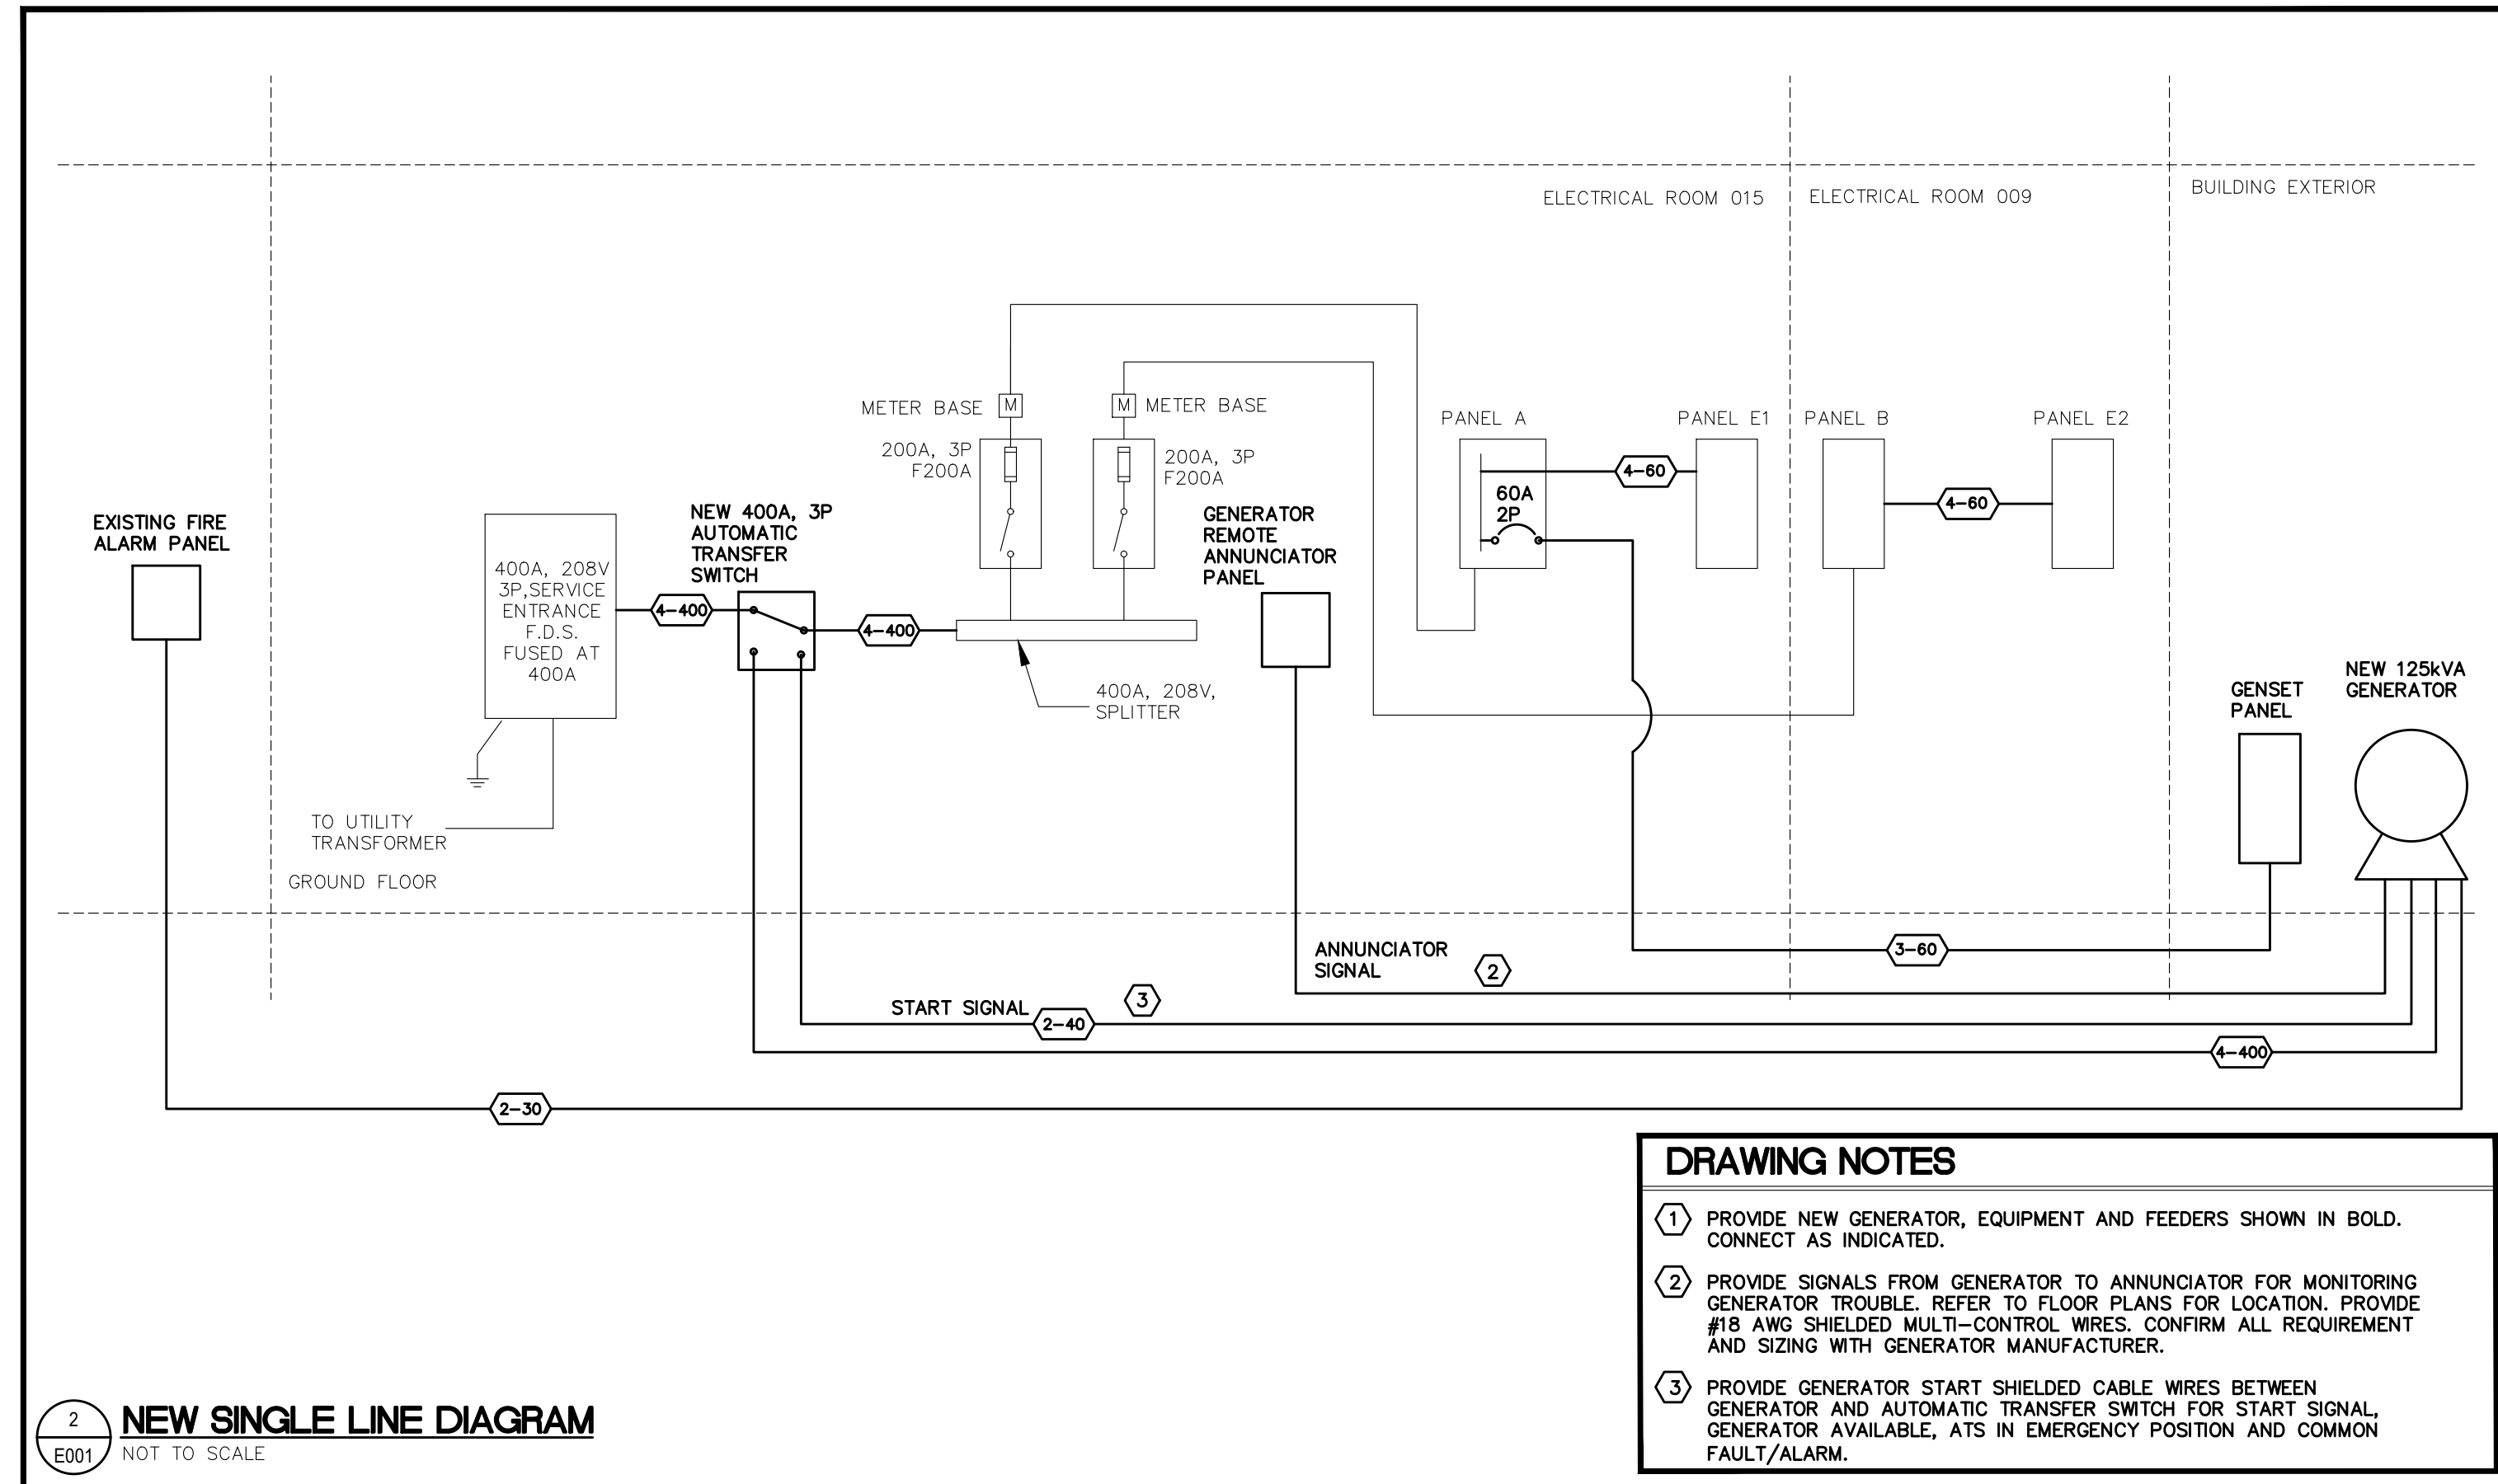 ELECTRICAL ROOM 015
ELECTRICAL ROOM 009
BUILDING EXTERIOR
METER BASE
M
M
METER BASE
200A, 3P
F200A
200A, 3P
F200A
PANEL A
PANEL E1
PANEL B
PANEL E2
4-60
60A
2P
4-60
EXISTING FIRE
ALARM PANEL
400A, 208V
3P,SERVICE
ENTRANCE
F.D.S.
FUSED AT
400A
NEW 400A, 3P
AUTOMATIC
TRANSFER
SWITCH
4-400
4-400
GENERATOR
REMOTE
ANNUNCIATOR
PANEL
400A, 208V,
SPLITTER
GENSET
PANEL
NEW 125kVA
GENERATOR
TO UTILITY
TRANSFORMER
GROUND FLOOR
ANNUNCIATOR
SIGNAL
2
3-60
START SIGNAL
3
2-40
4-400
2-30
DRAWING NOTES
1 PROVIDE NEW GENERATOR, EQUIPMENT AND FEEDERS SHOWN IN BOLD.
CONNECT AS INDICATED.
2 PROVIDE SIGNALS FROM GENERATOR TO ANNUNCIATOR FOR MONITORING
GENERATOR TROUBLE. REFER TO FLOOR PLANS FOR LOCATION. PROVIDE
#18 AWG SHIELDED MULTI-CONTROL WIRES. CONFIRM ALL REQUIREMENT
AND SIZING WITH GENERATOR MANUFACTURER.
3 PROVIDE GENERATOR START SHIELDED CABLE WIRES BETWEEN
GENERATOR AND AUTOMATIC TRANSFER SWITCH FOR START SIGNAL,
GENERATOR AVAILABLE, ATS IN EMERGENCY POSITION AND COMMON
FAULT/ALARM.
2
E001
NEW SINGLE LINE DIAGRAM
NOT TO SCALE